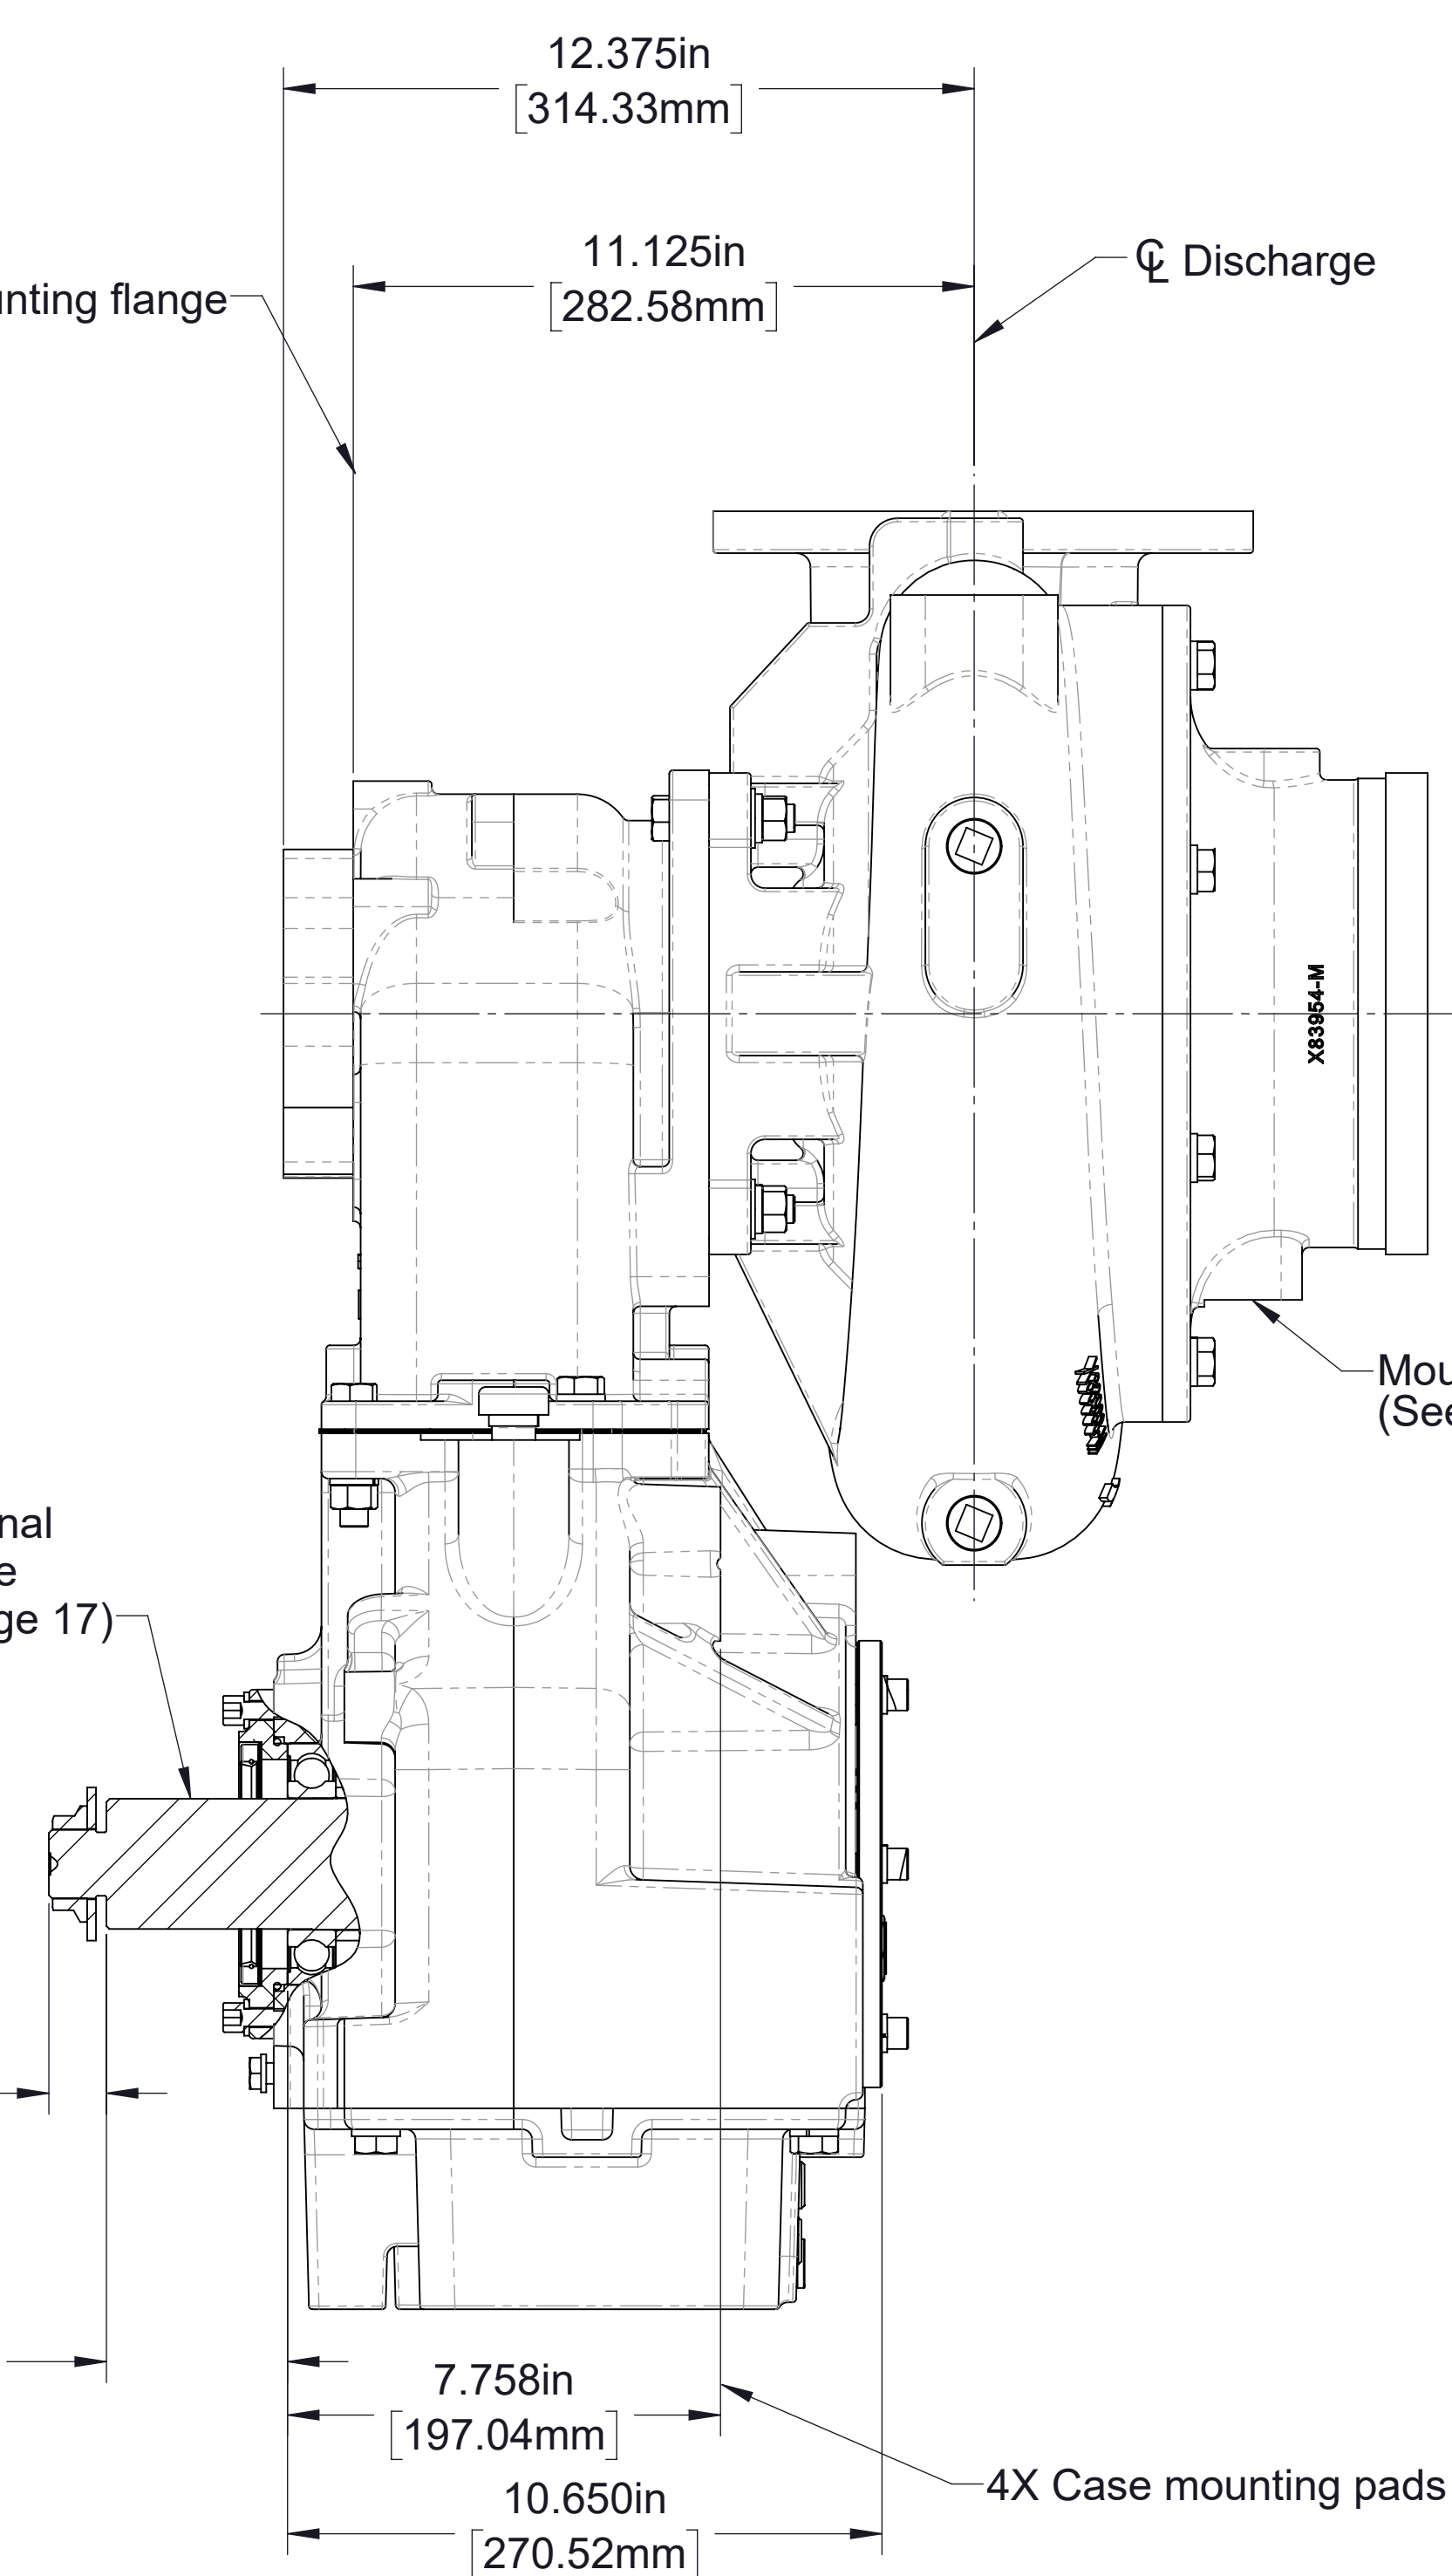 12.375in
[314.33mm]
11.125in
[282.58mm]
℄ Discharge
unting flange
X83954-M
Mou
(See
nal
e
ge 17)
7.758in
[197.04mm]
4X Case mounting pads
10.650in
[270.52mm]